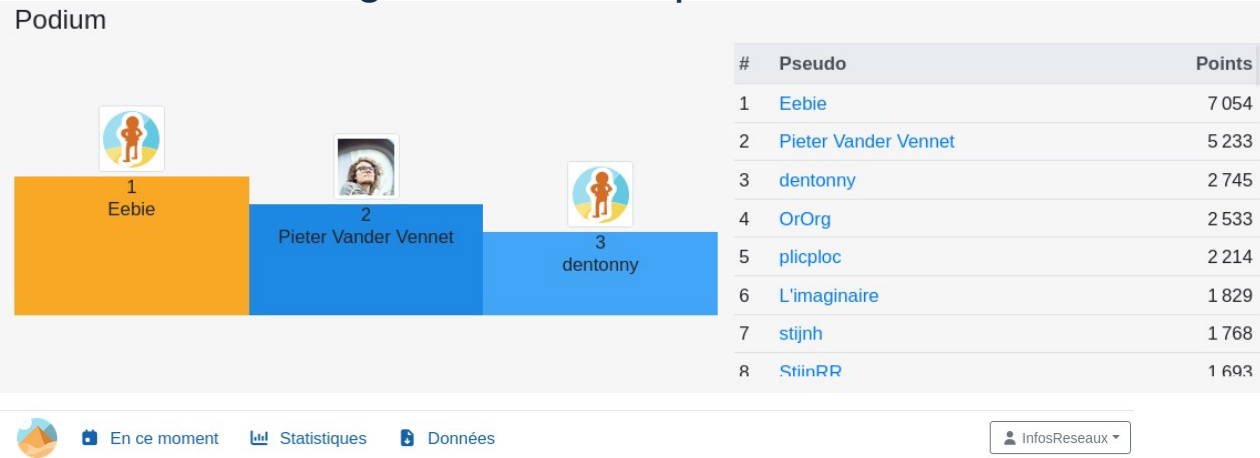 Podium
1
Eebie
2
Pieter Vander Vennet
3
dentonny
# Pseudo Points
1 Eebie 7 054
2 Pieter Vander Vennet 5 233
3 dentonny 2 745
4 OrOrg 2 533
5 plicploc 2 214
6 L'imaginaire 1 829
7 stijnh 1 768
8 StijnRR 1 693
En ce moment Statistiques Données InfosReseaux